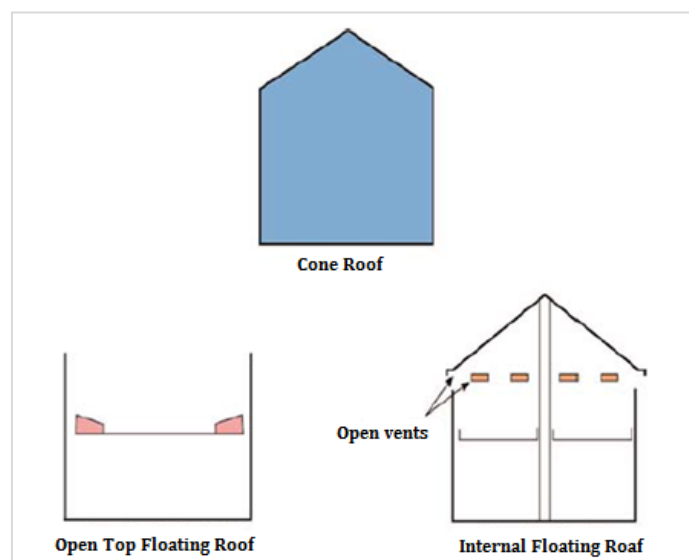 Cone Roof
Open vents
Open Top Floating Roof
Internal Floating Roaf